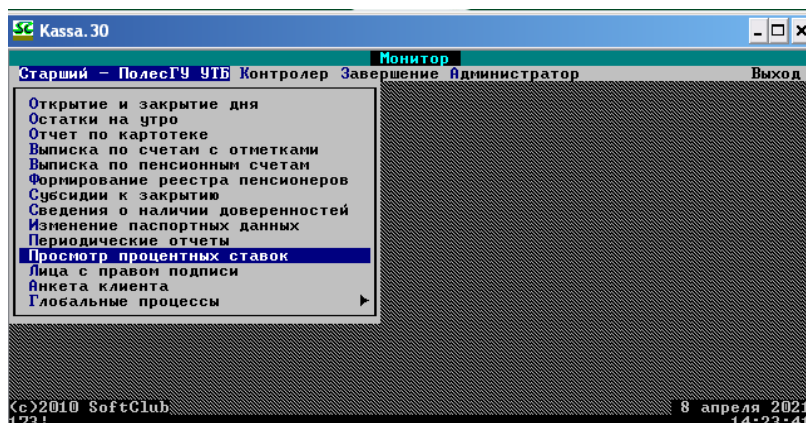 SC Kassa.30
Монитор
Старший – ПолесГУ УТБ Контролер Завершение Администратор Выход
Открытие и закрытие дня
Остатки на утро
Отчет по картотеке
Выписка по счетам с отметками
Выписка по пенсионным счетам
Формирование реестра пенсионеров
Субсидии к закрытию
Сведения о наличии доверенностей
Изменение паспортных данных
Периодические отчеты
Просмотр процентных ставок
Лица с правом подписи
Анкета клиента
Глобальные процессы
(c)2010 SoftClub 8 апреля 2021